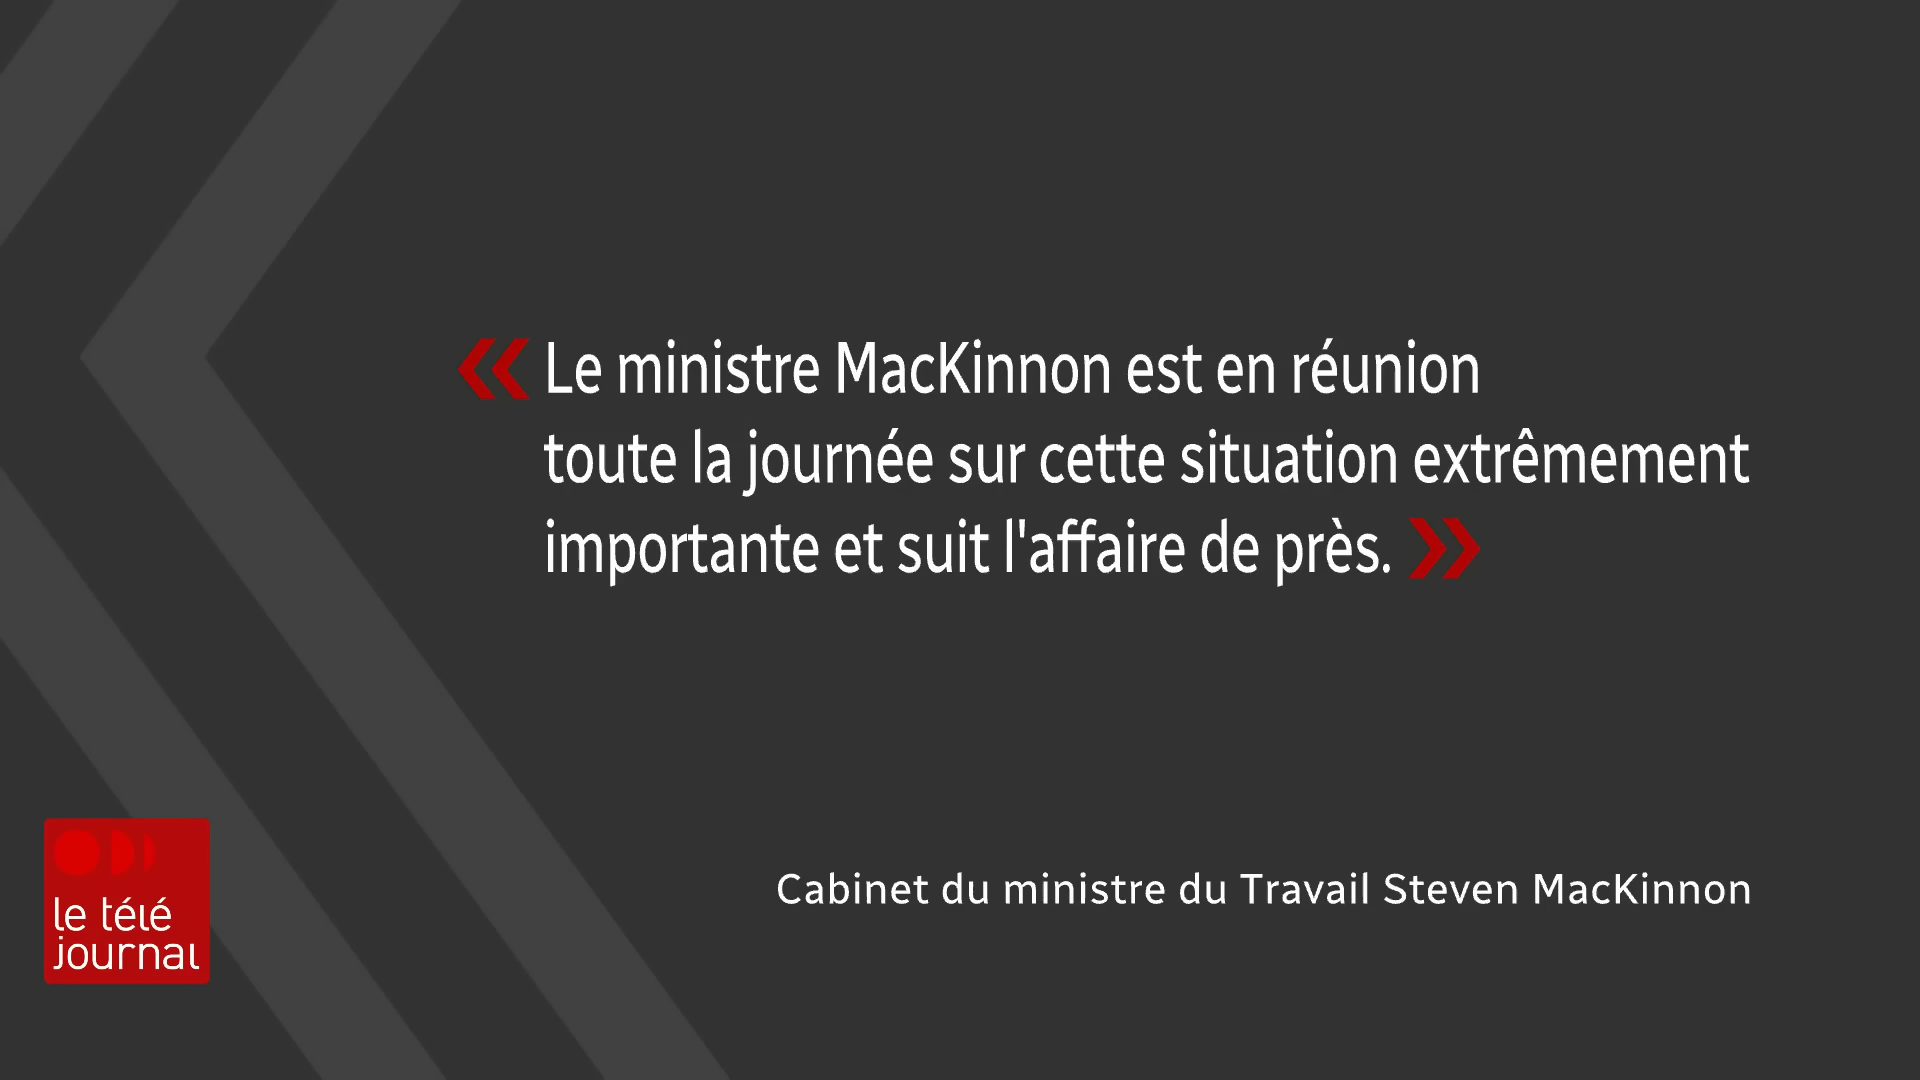 « Le ministre MacKinnon est en réunion
toute la journée sur cette situation extrêmement
importante et suit l'affaire de près. »
Cabinet du ministre du Travail Steven MacKinnon
le télé
journal